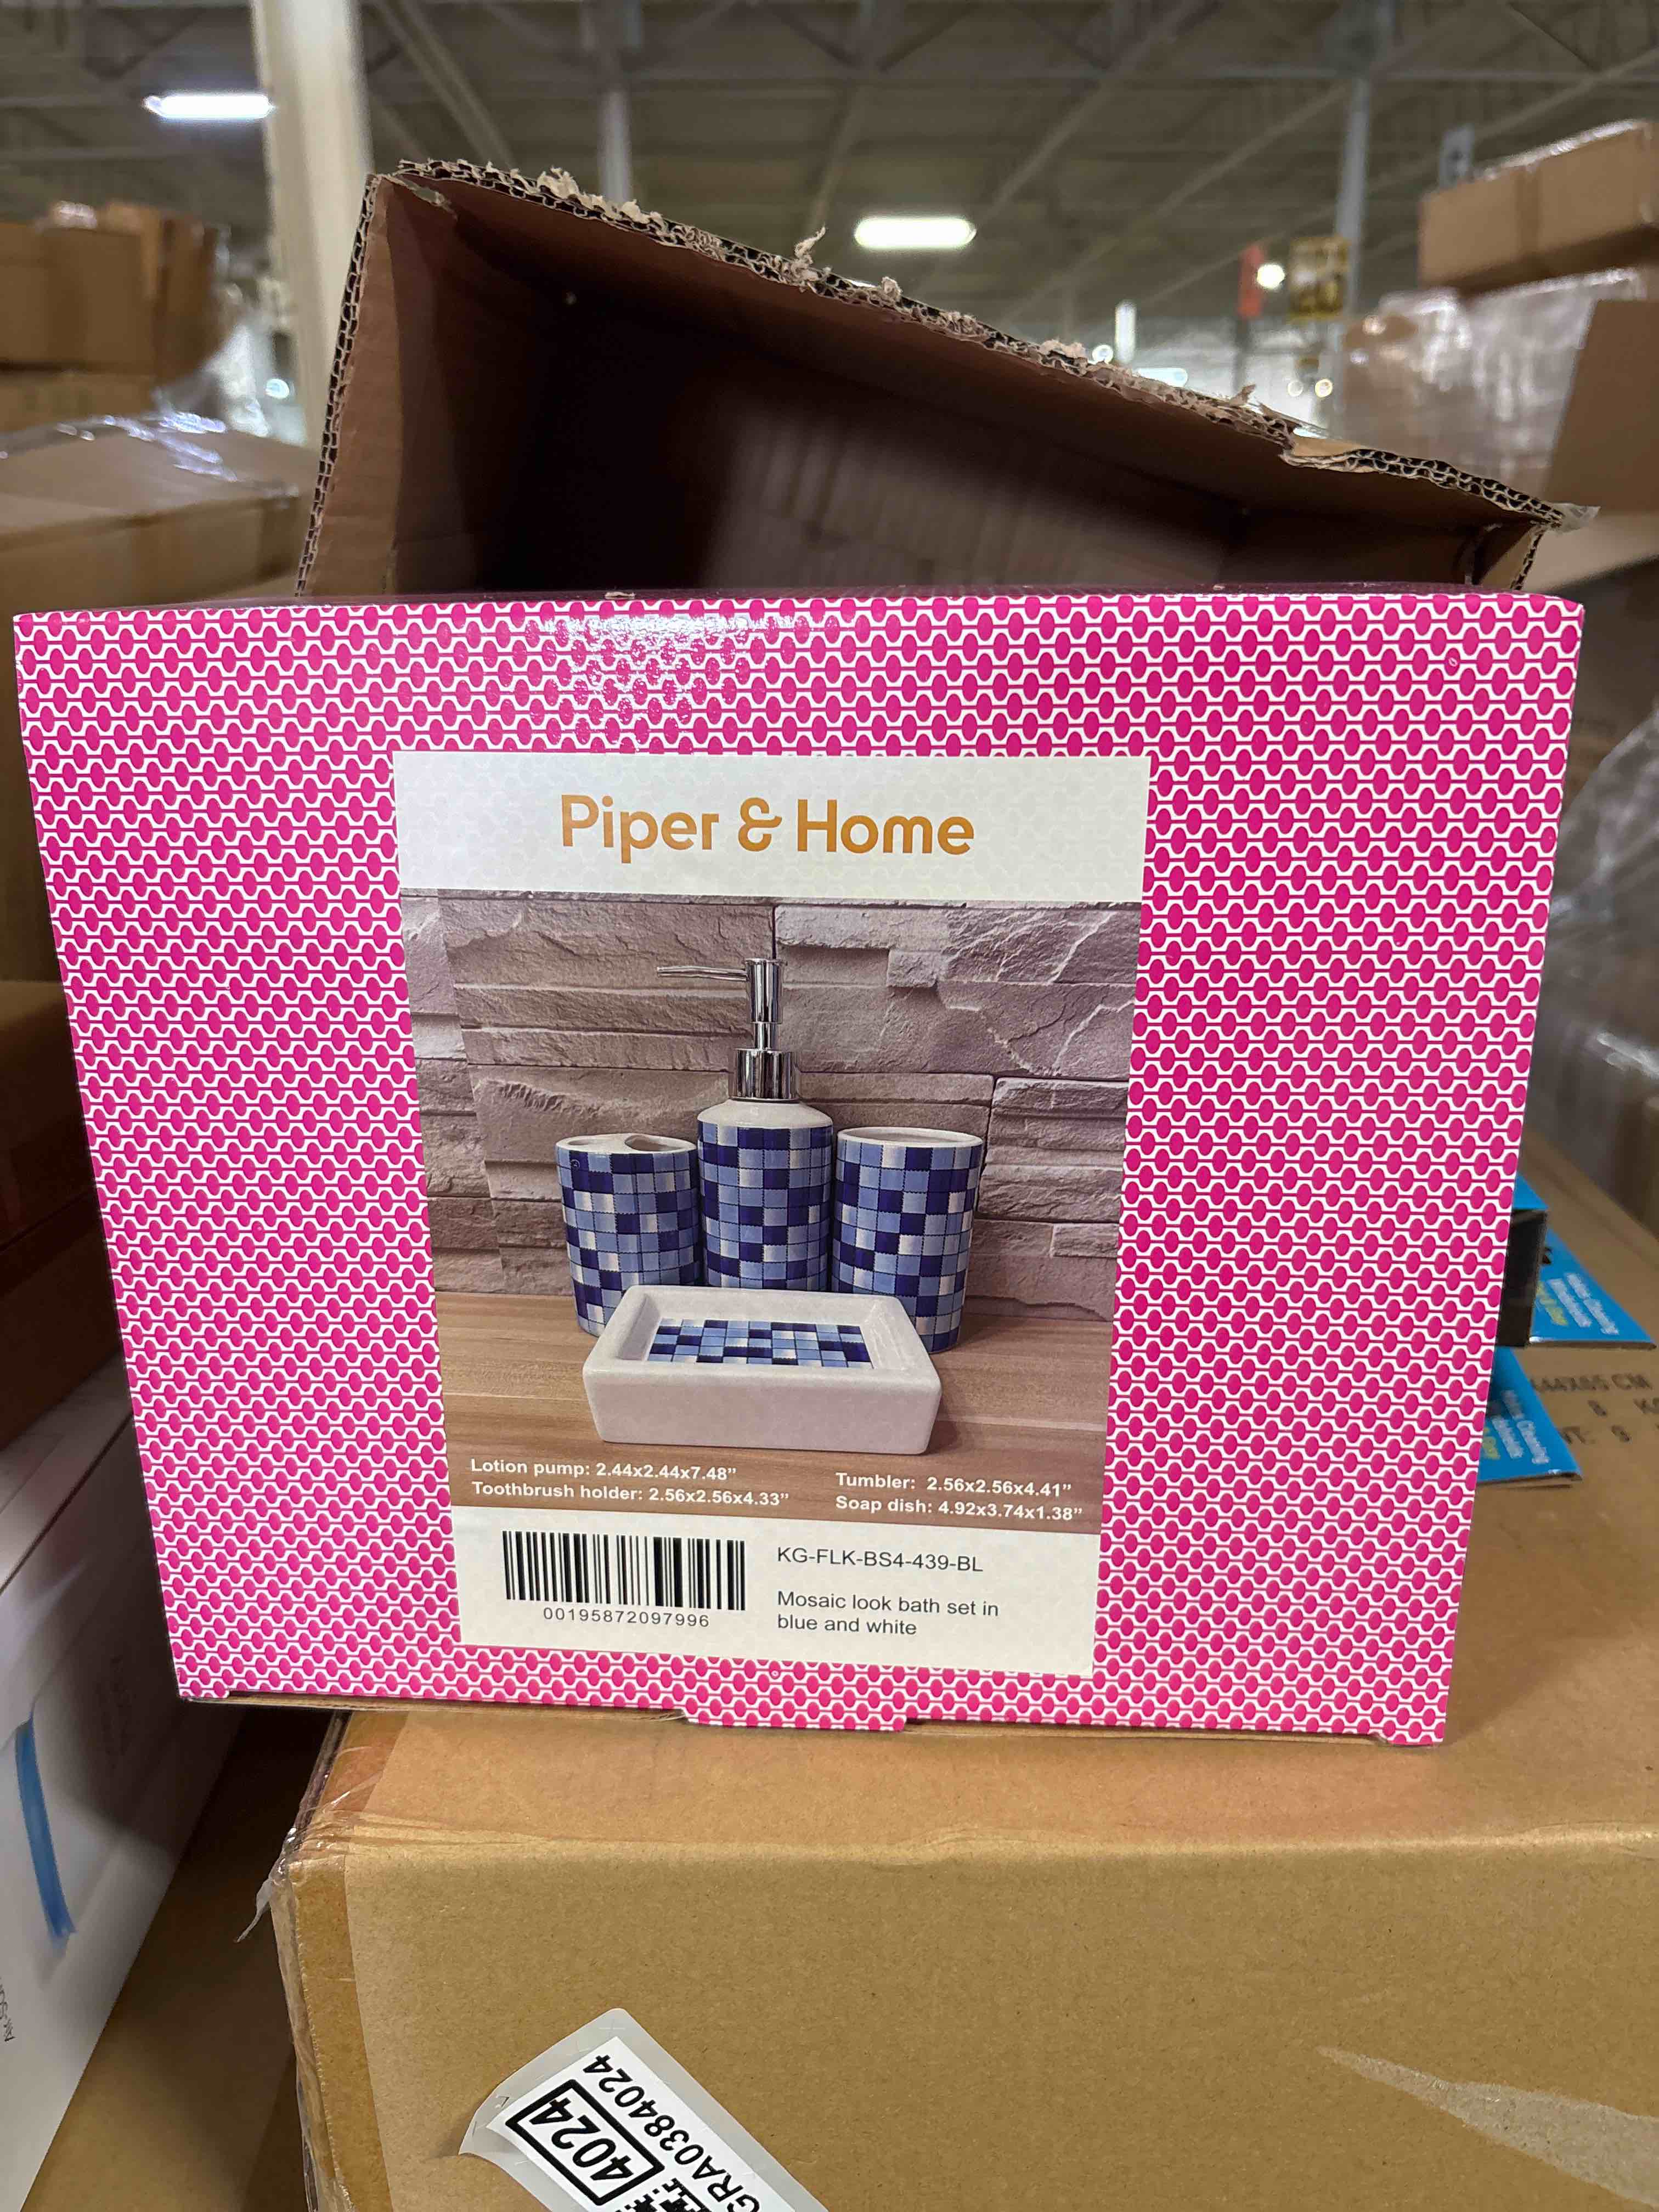 Piper & Home
Lotion pump: 2.44x2.44x7.48”
Toothbrush holder: 2.56x2.56x4.33”
Tumbler: 2.56x2.56x4.41”
Soap dish: 4.92x3.74x1.38”
00195872097996
KG-FLK-BS4-439-BL
Mosaic look bath set in
blue and white
4024
GRA0384024